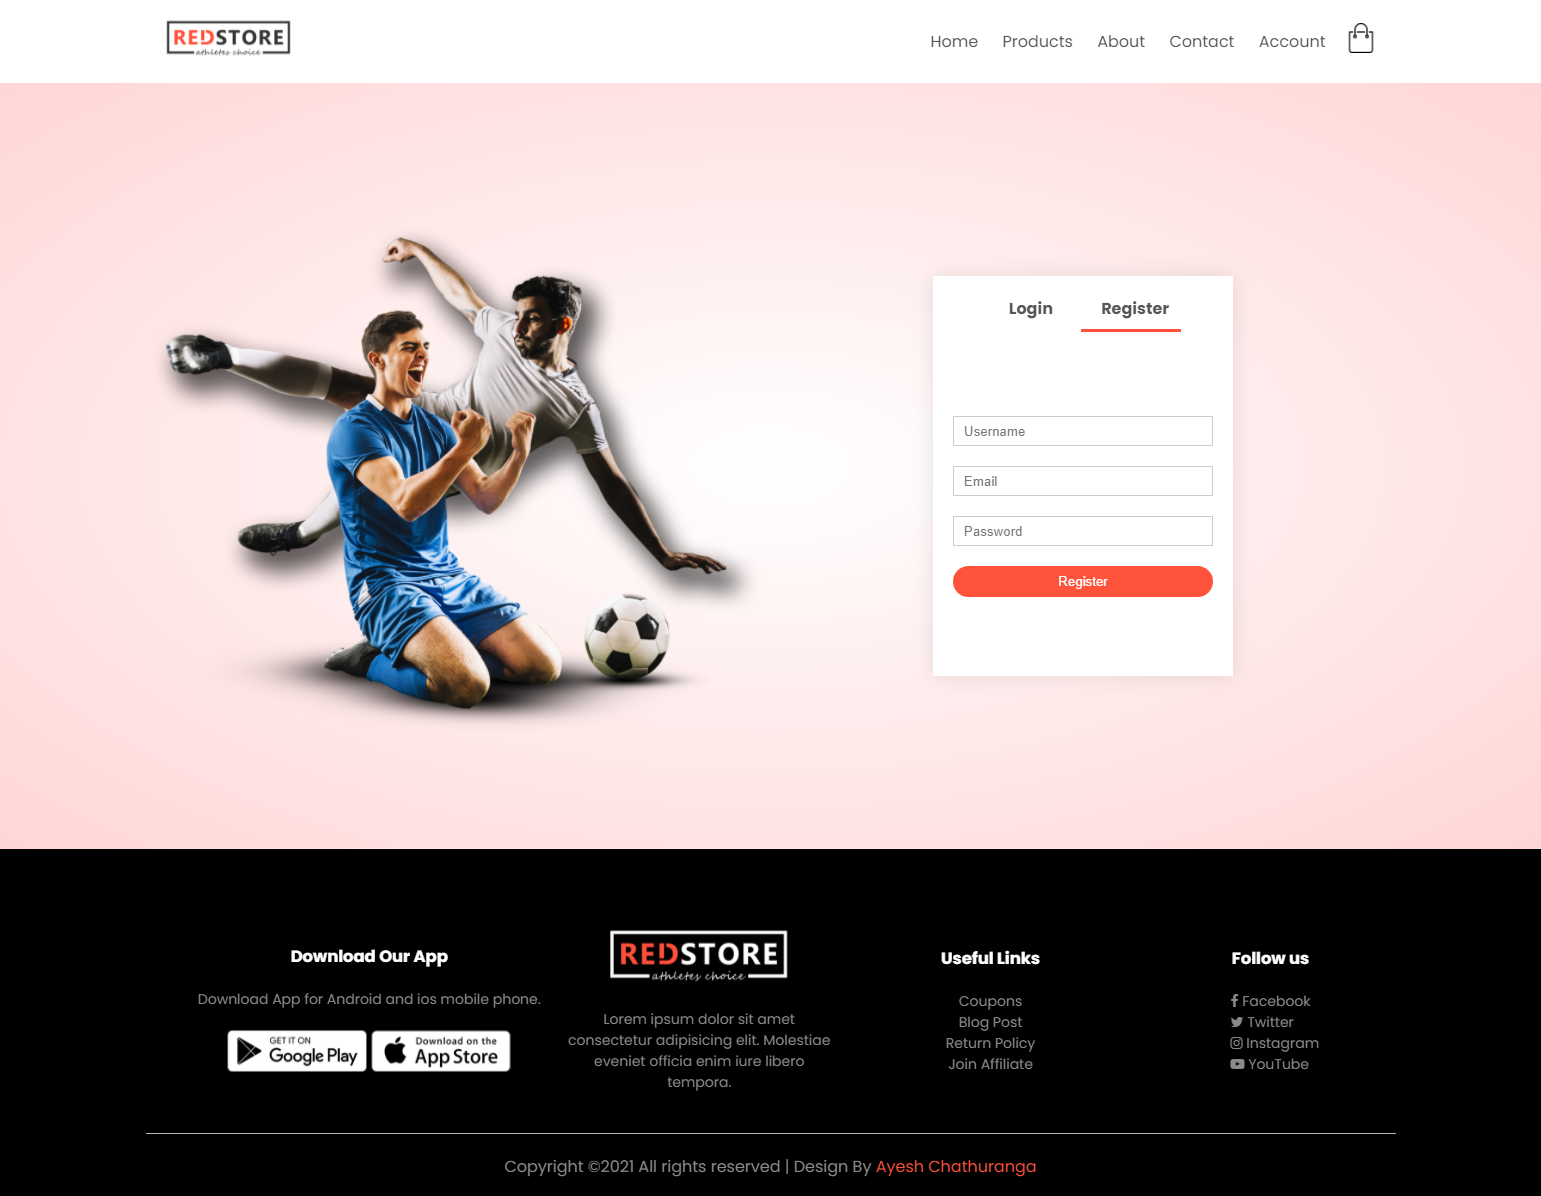 REDSTORE
athletes choice
Home Products About Contact Account
Login Register
Username
Email
Password
Register
Download Our App
Download App for Android and ios mobile phone.
GET IT ON
Google Play
Download on the
App Store
REDSTORE
athletes choice
Lorem ipsum dolor sit amet
consectetur adipisicing elit. Molestiae
eveniet officia enim iure libero
tempora.
Useful Links
Coupons
Blog Post
Return Policy
Join Affiliate
Follow us
Facebook
Twitter
Instagram
YouTube
Copyright ©2021 All rights reserved | Design By Ayesh Chathuranga